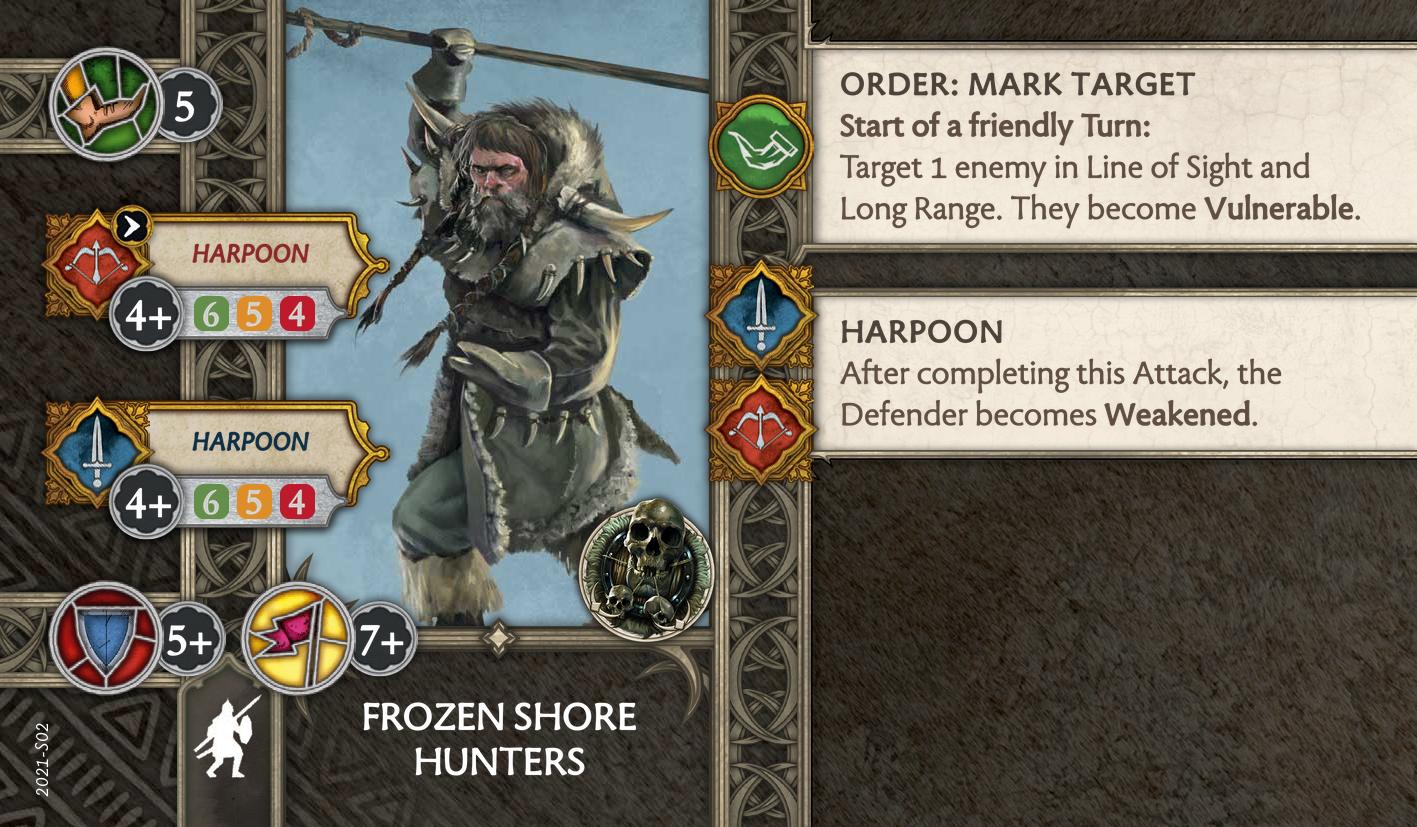 5
HARPOON
4+ 6 5 4
HARPOON
4+ 6 5 4
5+ 7+
FROZEN SHORE
HUNTERS
2021-S02
ORDER: MARK TARGET
Start of a friendly Turn:
Target 1 enemy in Line of Sight and
Long Range. They become Vulnerable.
HARPOON
After completing this Attack, the
Defender becomes Weakened.